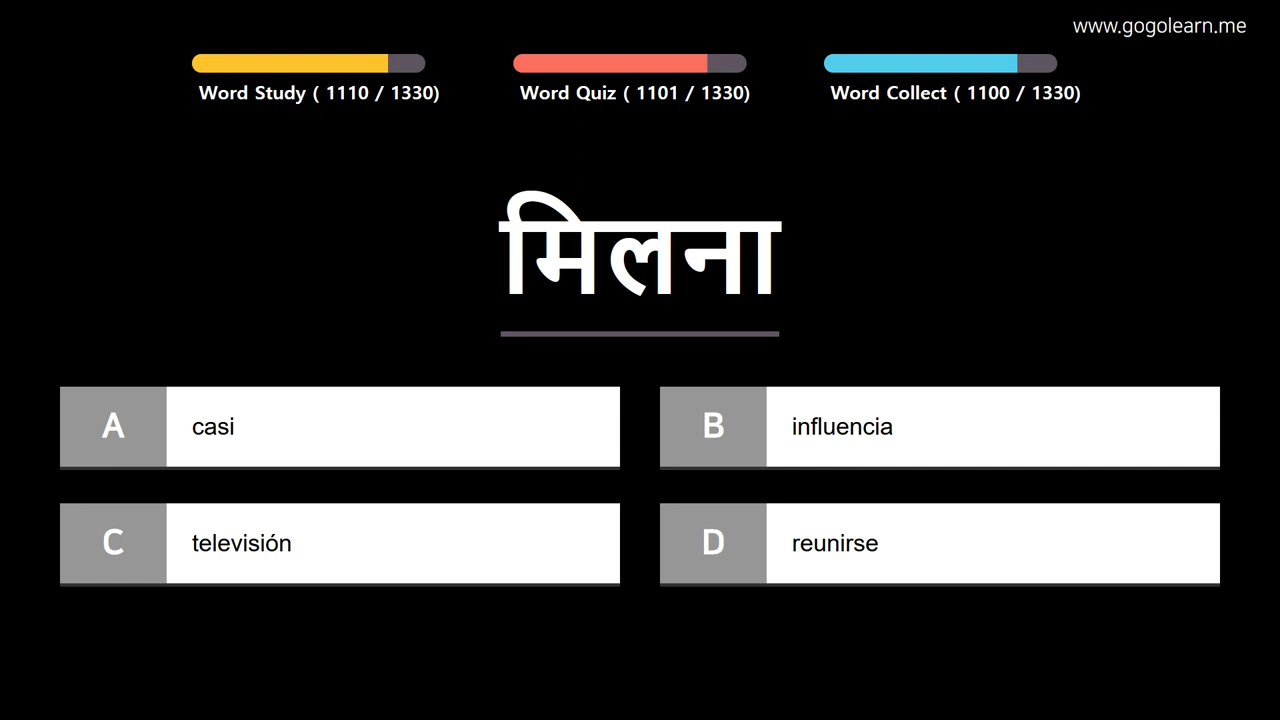 www.gogolearn.me
Word Study ( 1110 / 1330)
Word Quiz ( 1101 / 1330)
Word Collect ( 1100 / 1330)
मिलना
A casi
B influencia
C televisión
D reunirse